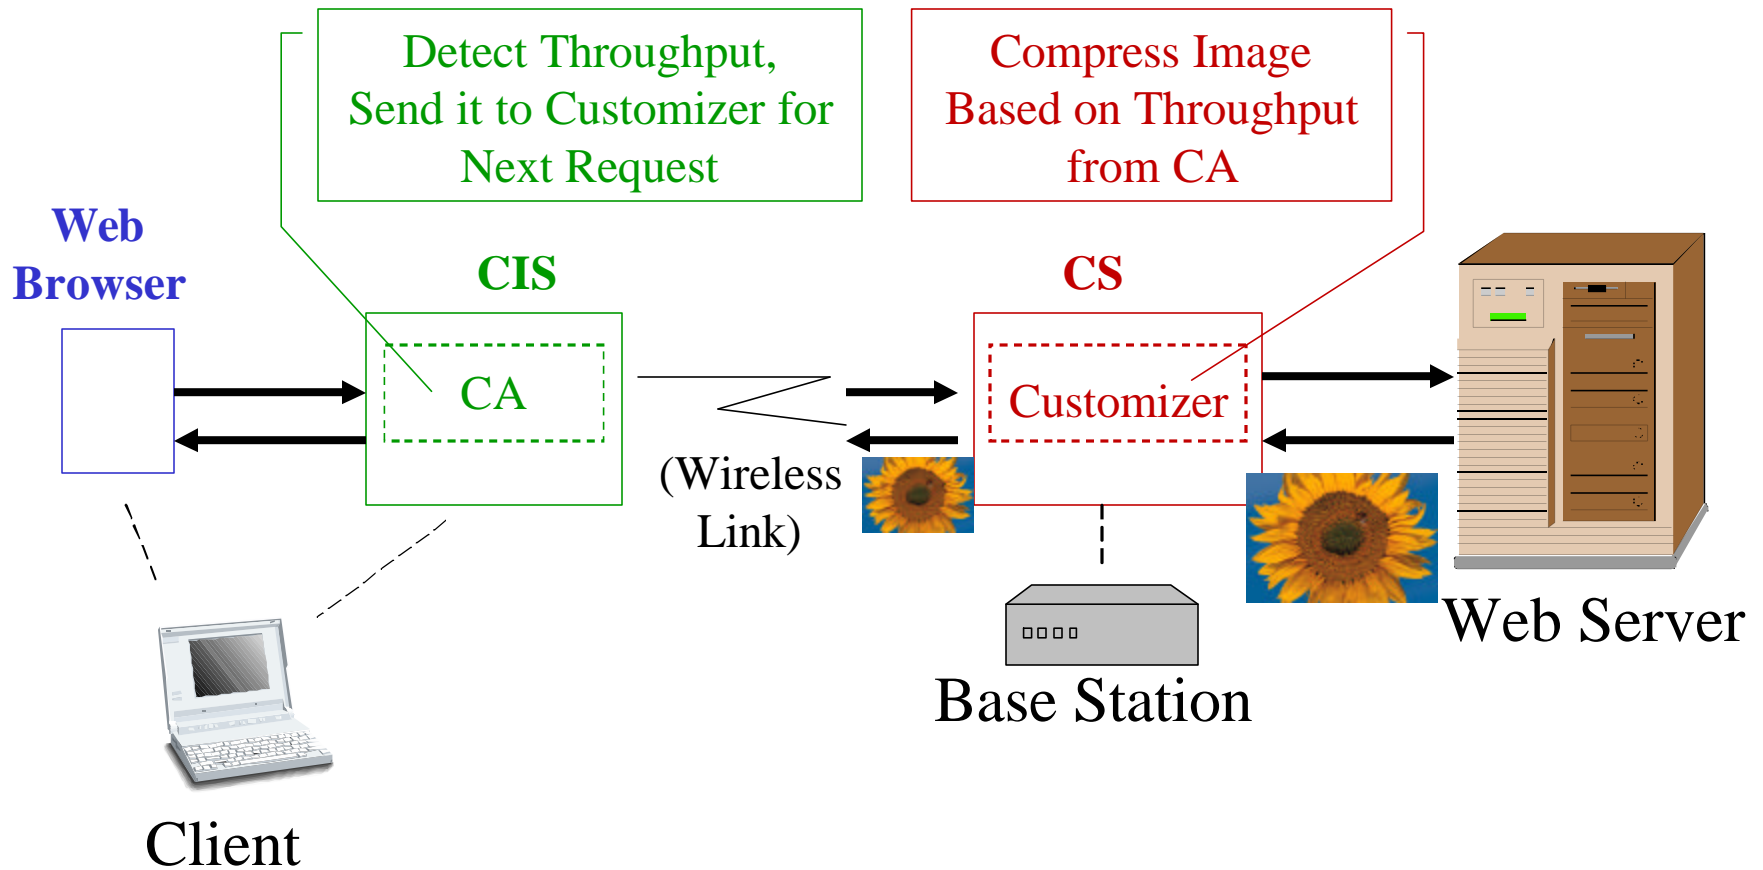 Detect Throughput,
Send it to Customizer for
Next Request
Compress Image
Based on Throughput
from CA
Web
Browser
CIS
CS
CA
Customizer
(Wireless
Link)
Web Server
Base Station
Client